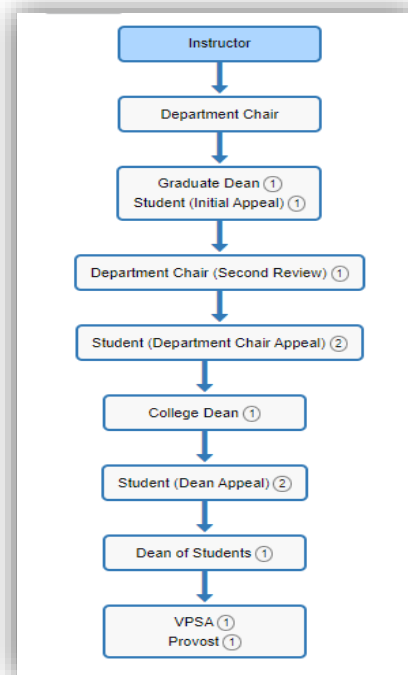 Instructor
Department Chair
Graduate Dean ①
Student (Initial Appeal) ①
Department Chair (Second Review) ①
Student (Department Chair Appeal) ②
College Dean ①
Student (Dean Appeal) ②
Dean of Students ①
VPSA ①
Provost ①